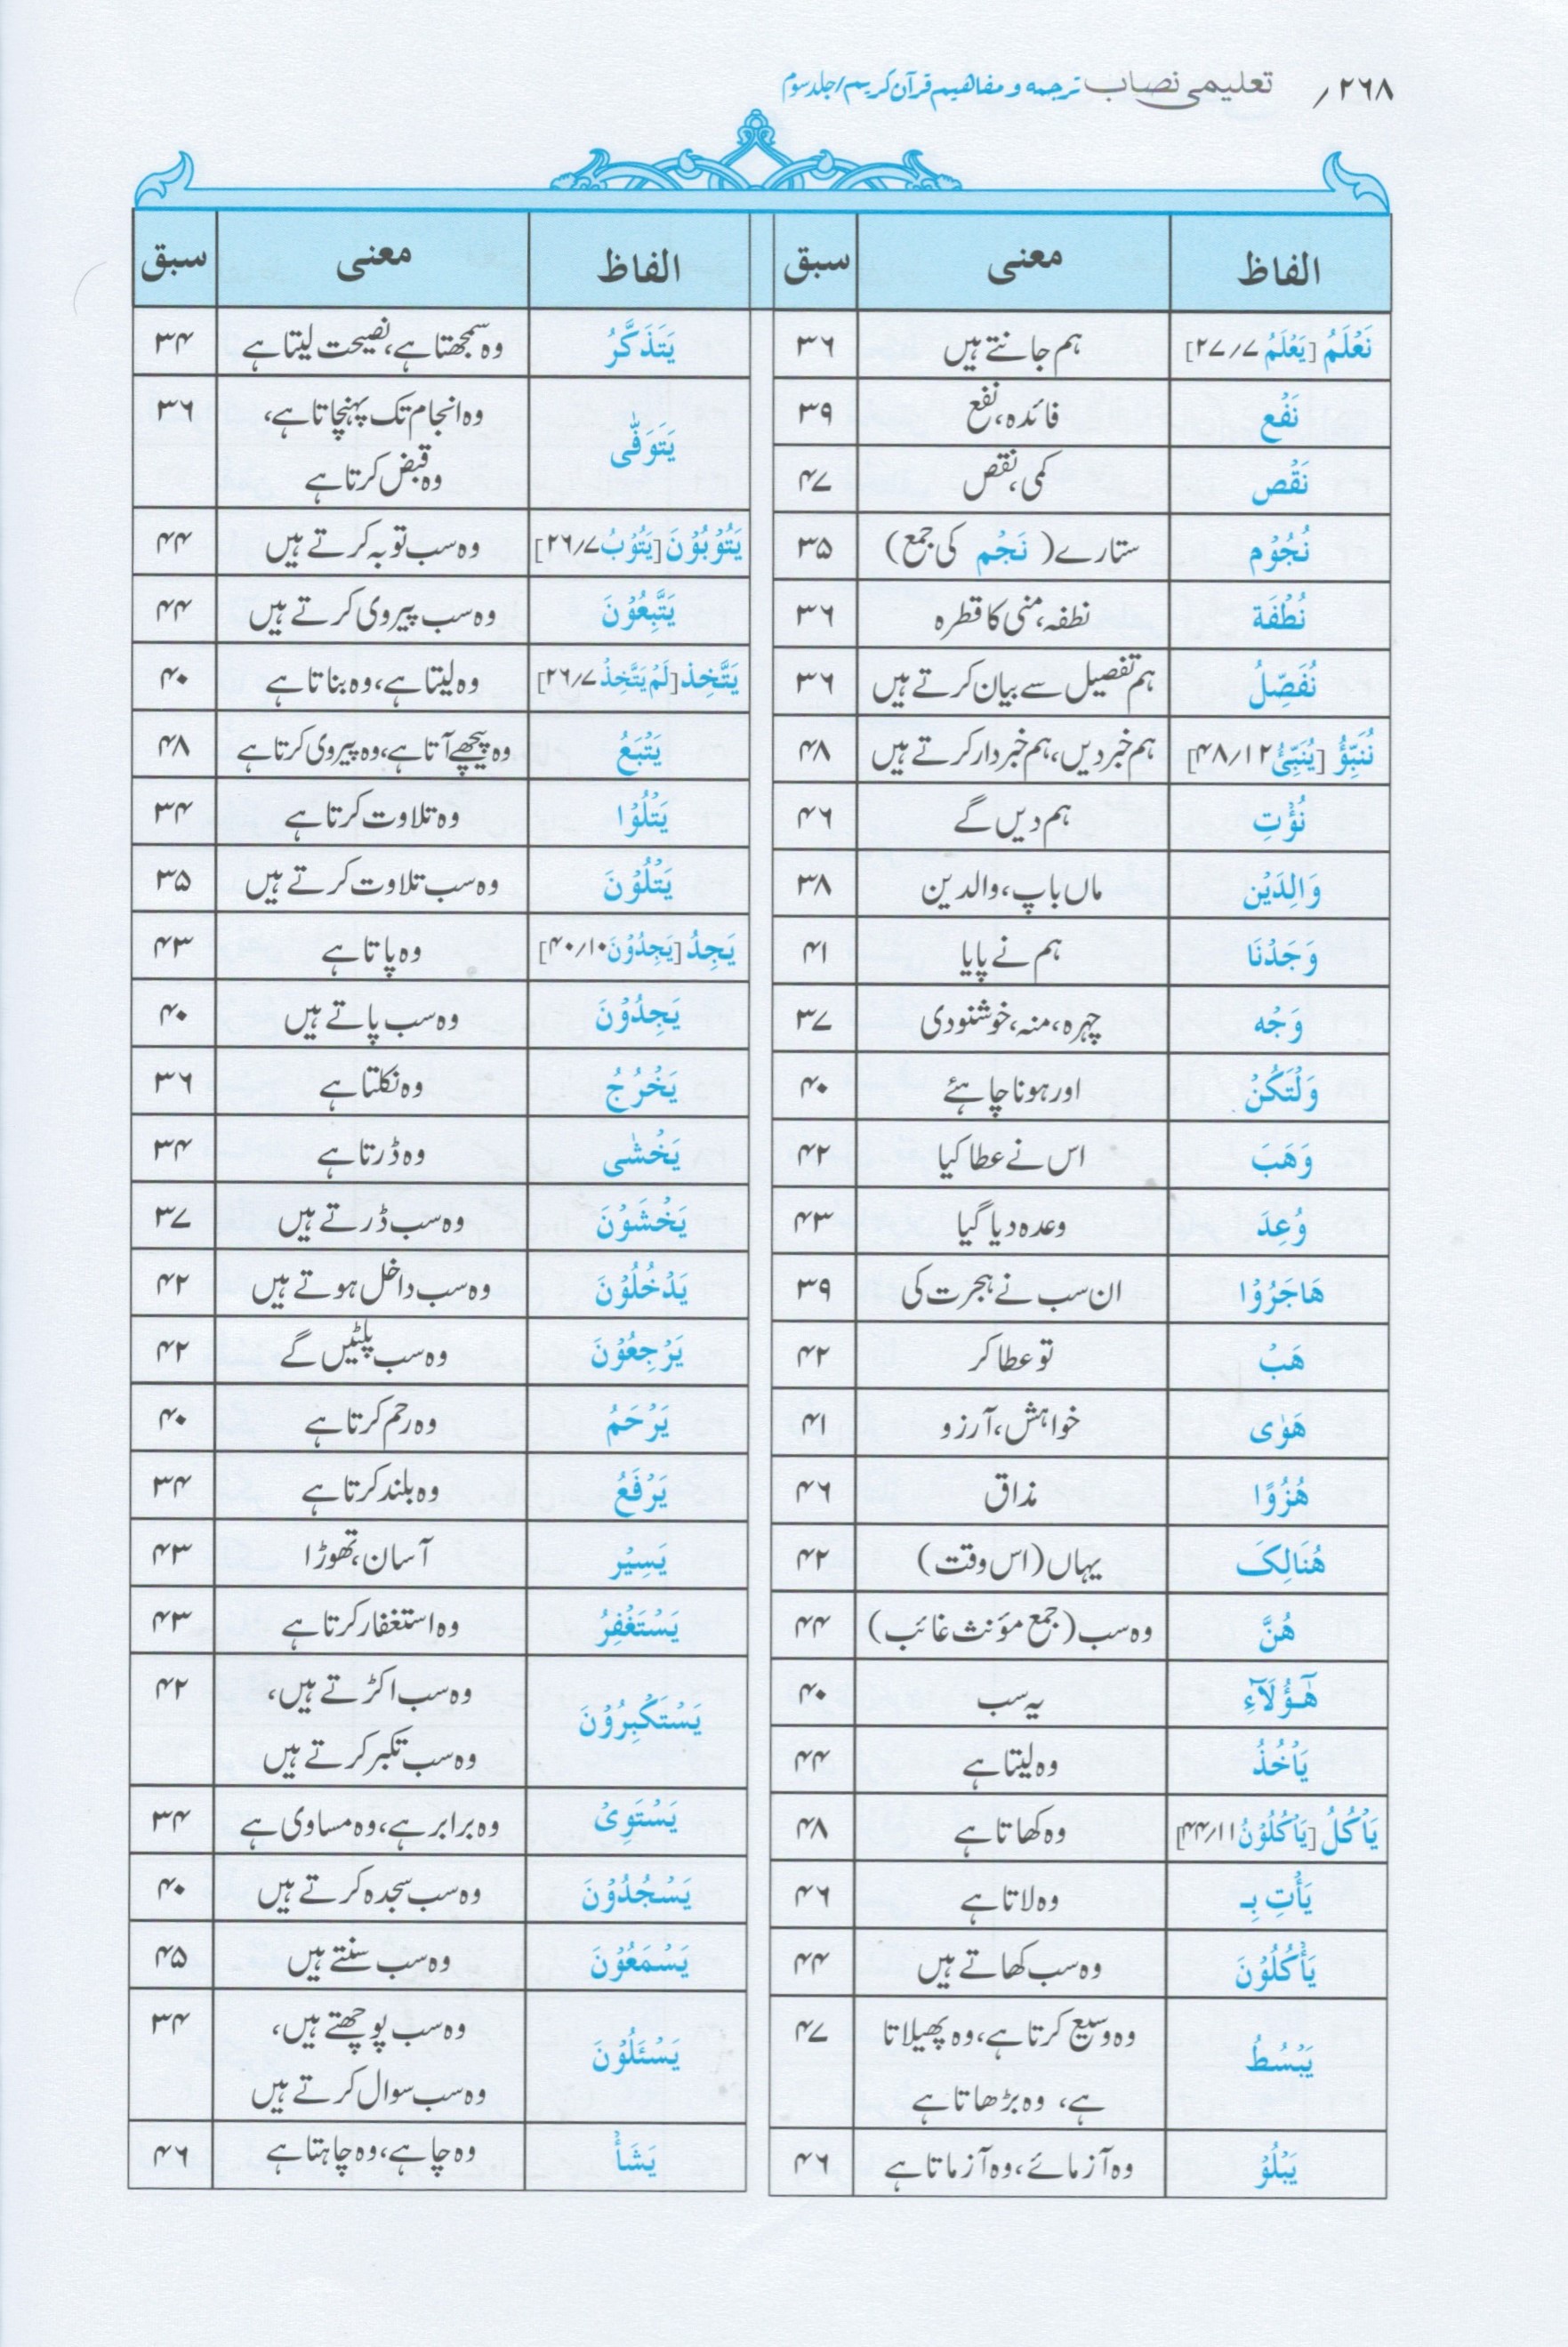 ۲۶۸ / تعلیمی نصاب ترجمه و مفاهیم قرآن کریم/جلد سوم
الفاظ معنی سبق
نَعْلَمُ [یَعْلَمُ ۲۷/۷] ہم جانتے ہیں ۳۶
نَفْع فائدہ، نفع ۳۹
نَقْص کمی، نقص ۴۷
نُجُوْم ستارے (نَجْم کی جمع) ۳۵
نُطْفَة نطفہ، منی کا قطرہ ۳۶
نُفَصِّلُ ہم تفصیل سے بیان کرتے ہیں ۳۶
نُنَبِّؤُ [یُنَبِّئُ ۴۸/۱۲] ہم خبر دیں، ہم خبردار کرتے ہیں ۴۸
نُؤْتِ ہم دیں گے ۴۶
وَالِدَیْن ماں باپ، والدین ۳۸
وَجَدْنَا ہم نے پایا ۴۱
وَجْه چہرہ، منہ، خوشنودی ۳۷
وَلْتَکُنْ اور ہونا چاہئے ۴۰
وَهَبَ اس نے عطا کیا ۴۲
وُعِدَ وعدہ دیا گیا ۴۳
هَاجَرُوْا ان سب نے ہجرت کی ۳۹
هَبْ تو عطا کر ۴۲
هَوٰی خواہش، آرزو ۴۱
هُزُوًا مذاق ۴۶
هُنَالِکَ یہاں (اس وقت) ۴۲
هُنَّ وہ سب (جمع مؤنث غائب) ۴۴
هٰٓؤُلَآءِ یہ سب ۴۰
یَأْخُذُ وہ لیتا ہے ۴۴
یَأْکُلُ [یَأْکُلُوْنُ ۴۴/۱۱] وہ کھاتا ہے ۴۸
یَأْتِ بِـ وہ لاتا ہے ۴۶
یَأْکُلُوْنَ وہ سب کھاتے ہیں ۴۴
یَبْسُطُ وہ وسیع کرتا ہے، وہ پھیلاتا ۴۷
ہے، وہ بڑھاتا ہے
یَبْلُوْ وہ آزمائے، وہ آزماتا ہے ۴۶
الفاظ معنی سبق
یَتَذَکَّرُ وہ سمجھتا ہے، نصیحت لیتا ہے ۳۴
یَتَوَفّٰی وہ انجام تک پہنچاتا ہے، ۳۶
وہ قبض کرتا ہے
یَتُوْبُوْنَ [یَتُوْبُ ۲۶/۷] وہ سب توبہ کرتے ہیں ۴۴
یَتَّبِعُوْنَ وہ سب پیروی کرتے ہیں ۴۴
یَتَّخِذ [لَمْ یَتَّخِذُ ۲۶/۷] وہ لیتا ہے، وہ بناتا ہے ۴۰
یَتْبَعُ وہ پیچھے آتا ہے، وہ پیروی کرتا ہے ۴۸
یَتْلُوْا وہ تلاوت کرتا ہے ۳۴
یَتْلُوْنَ وہ سب تلاوت کرتے ہیں ۳۵
یَجِدُ [یَجِدُوْنَ ۴۰/۱۰] وہ پاتا ہے ۴۳
یَجِدُوْنَ وہ سب پاتے ہیں ۴۰
یَخْرُجُ وہ نکلتا ہے ۳۶
یَخْشٰی وہ ڈرتا ہے ۳۴
یَخْشَوْنَ وہ سب ڈرتے ہیں ۳۷
یَدْخُلُوْنَ وہ سب داخل ہوتے ہیں ۴۲
یَرْجِعُوْنَ وہ سب پلٹیں گے ۴۲
یَرْحَمُ وہ رحم کرتا ہے ۴۰
یَرْفَعُ وہ بلند کرتا ہے ۳۴
یَسِیْر آسان، تھوڑا ۴۳
یَسْتَغْفِرُ وہ استغفار کرتا ہے ۴۳
یَسْتَکْبِرُوْنَ وہ سب اکڑتے ہیں، ۴۲
وہ سب تکبر کرتے ہیں
یَسْتَوِیْ وہ برابر ہے، وہ مساوی ہے ۳۴
یَسْجُدُوْنَ وہ سب سجدہ کرتے ہیں ۴۰
یَسْمَعُوْنَ وہ سب سنتے ہیں ۴۵
یَسْئَلُوْنَ وہ سب پوچھتے ہیں، ۳۴
وہ سب سوال کرتے ہیں
یَشَأْ وہ چاہے، وہ چاہتا ہے ۴۶